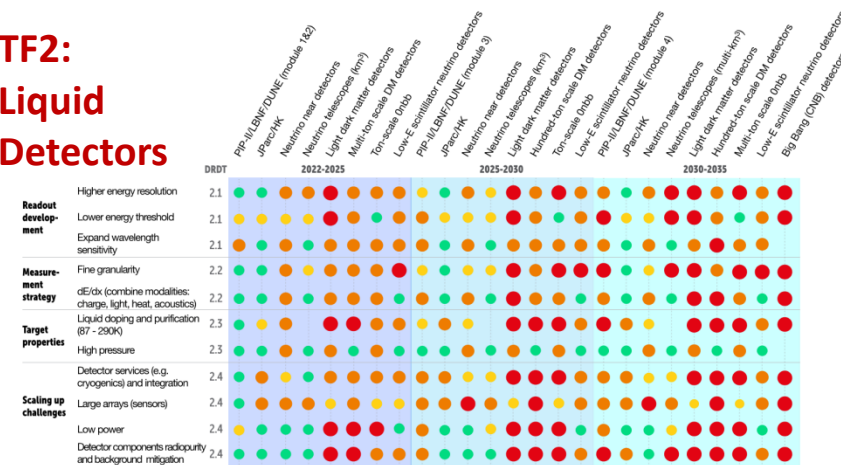 TF2:
Liquid
Detectors
PIP-II/LBNF/DUNE (module 1&2)
JParc/HK
Neutrino near detectors
Neutrino telescopes (km³)
Light dark matter detectors
Multi-ton scale DM detectors
Ton-scale 0nbb
Low-E scintillator neutrino detectors
PIP-II/LBNF/DUNE (module 3)
JParc/HK
Neutrino near detectors
Neutrino telescopes (km³)
Light dark matter detectors
Hundred-ton scale DM detectors
Ton-scale 0nbb
Low-E scintillator neutrino detectors
PIP-II/LBNF/DUNE (module 4)
JParc/HK
Neutrino near detectors
Neutrino telescopes (multi-km³)
Light dark matter detectors
Hundred-ton scale DM detectors
Multi-ton scale 0nbb
Low-E scintillator neutrino detectors
Big Bang (CNB) detectors
DRDT 2022-2025 2025-2030 2030-2035
Readout
develop-
ment
Higher energy resolution 2.1
Lower energy threshold 2.1
Expand wavelength
sensitivity 2.1
Measure-
ment
strategy
Fine granularity 2.2
dE/dx (combine modalities:
charge, light, heat, acoustics) 2.2
Target
properties
Liquid doping and purification
(87 - 290K) 2.3
High pressure 2.3
Scaling up
challenges
Detector services (e.g.
cryogenics) and integration 2.4
Large arrays (sensors) 2.4
Low power 2.4
Detector components radiopurity
and background mitigation 2.4